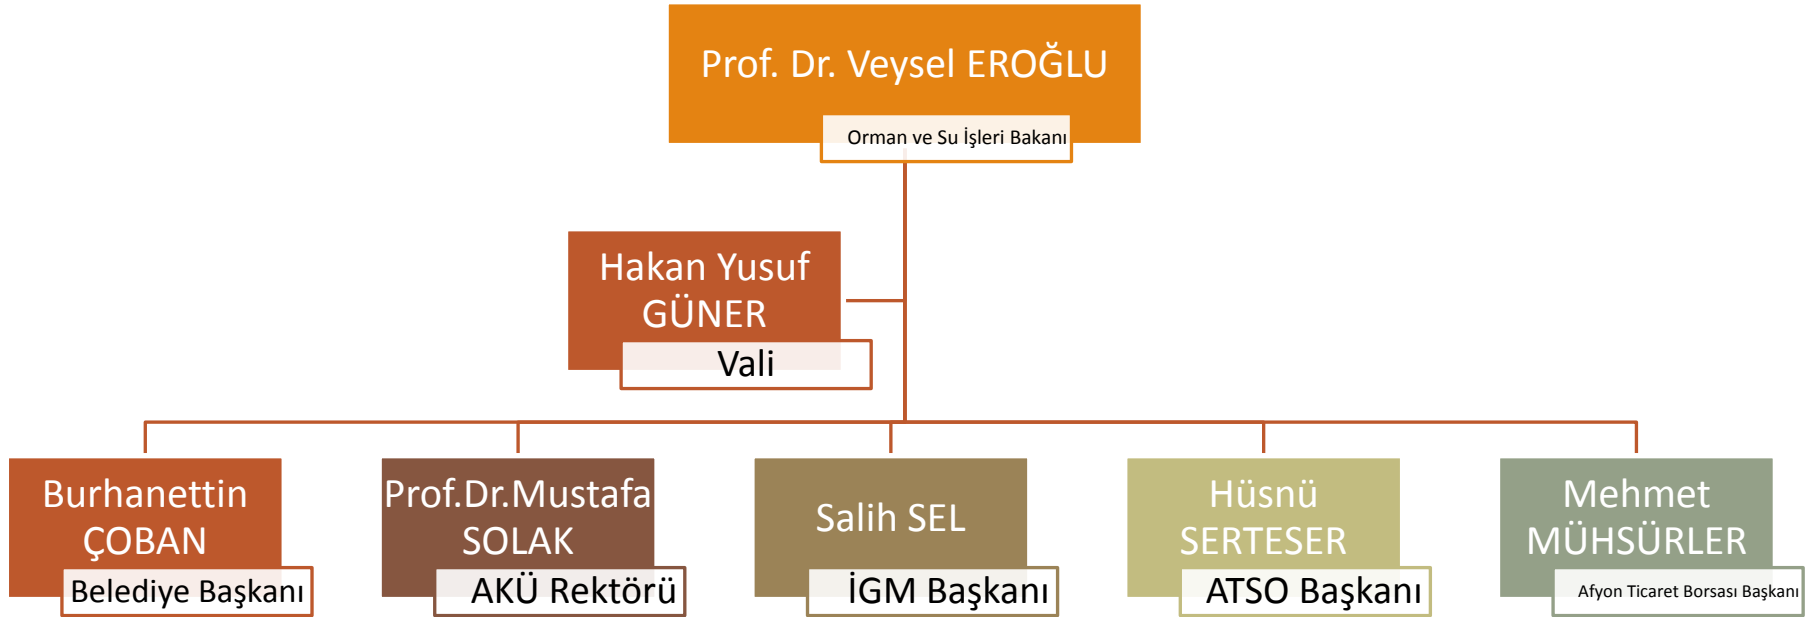 Prof. Dr. Veysel EROĞLU
Orman ve Su İşleri Bakanı
Hakan Yusuf
GÜNER
Vali
Burhanettin
ÇOBAN
Belediye Başkanı
Prof.Dr.Mustafa
SOLAK
AKÜ Rektörü
Salih SEL
İGM Başkanı
Hüsnü
SERTESER
ATSO Başkanı
Mehmet
MÜHSÜRLER
Afyon Ticaret Borsası Başkanı